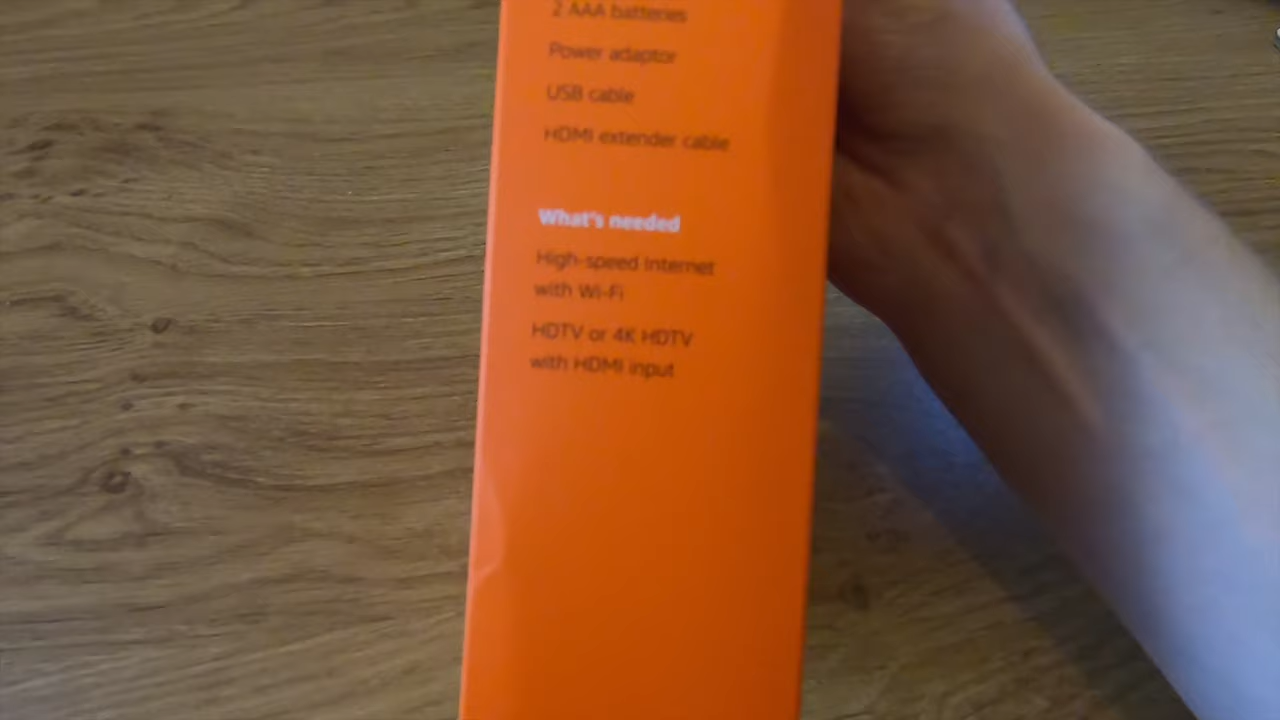 2 AAA batteries
Power adaptor
USB cable
HDMI extender cable
What's needed
High-speed Internet
with Wi-Fi
HDTV or 4K HDTV
with HDMI input